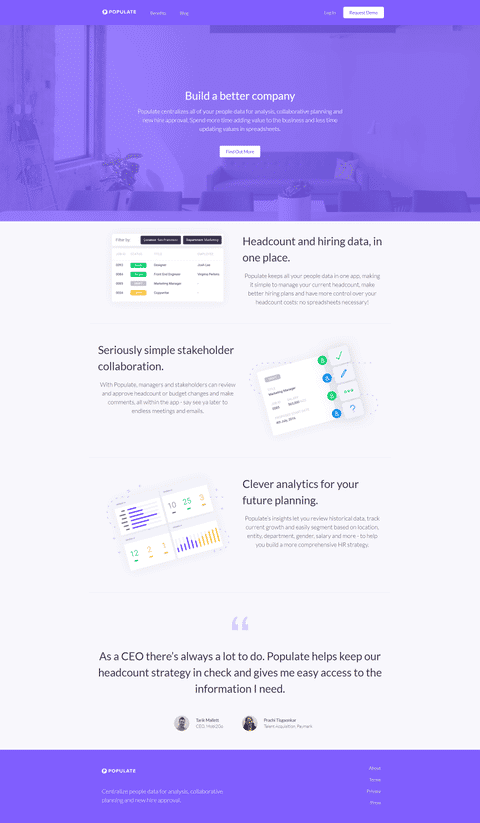 POPULATE
Benefits
Blog
Log In
Request Demo
Build a better company
Populate centralizes all of your people data for analysis, collaborative planning and
new hire approval. Spend more time adding value to the business and less time
updating values in spreadsheets.
Find Out More
Filter by
Location: San Francisco
Department: Marketing
Headcount and hiring data, in
one place.
Populate keeps all your people data in one app, making
it simple to manage your current headcount, make
better hiring plans and have more control over your
headcount costs: no spreadsheets necessary!
Designer
Front End Engineer
Marketing Manager
Copywriter
Seriously simple stakeholder
collaboration.
With Populate, managers and stakeholders can review
and approve headcount or budget changes and make
comments, all within the app - say see ya later to
endless meetings and emails.
Marketing Manager
Clever analytics for your
future planning.
Populate's insights let you review historical data, track
current growth and easily segment based on location,
entity, department, gender, salary and more - to help
you build a more comprehensive HR strategy.
10 25 3
12 2 3
“
As a CEO there's always a lot to do. Populate helps keep our
headcount strategy in check and gives me easy access to the
information I need.
Tarik Mallett
Prachi Tijgaonkar
POPULATE
Centralize people data for analysis, collaborative
planning and new hire approval.
About
Terms
Privacy
Press